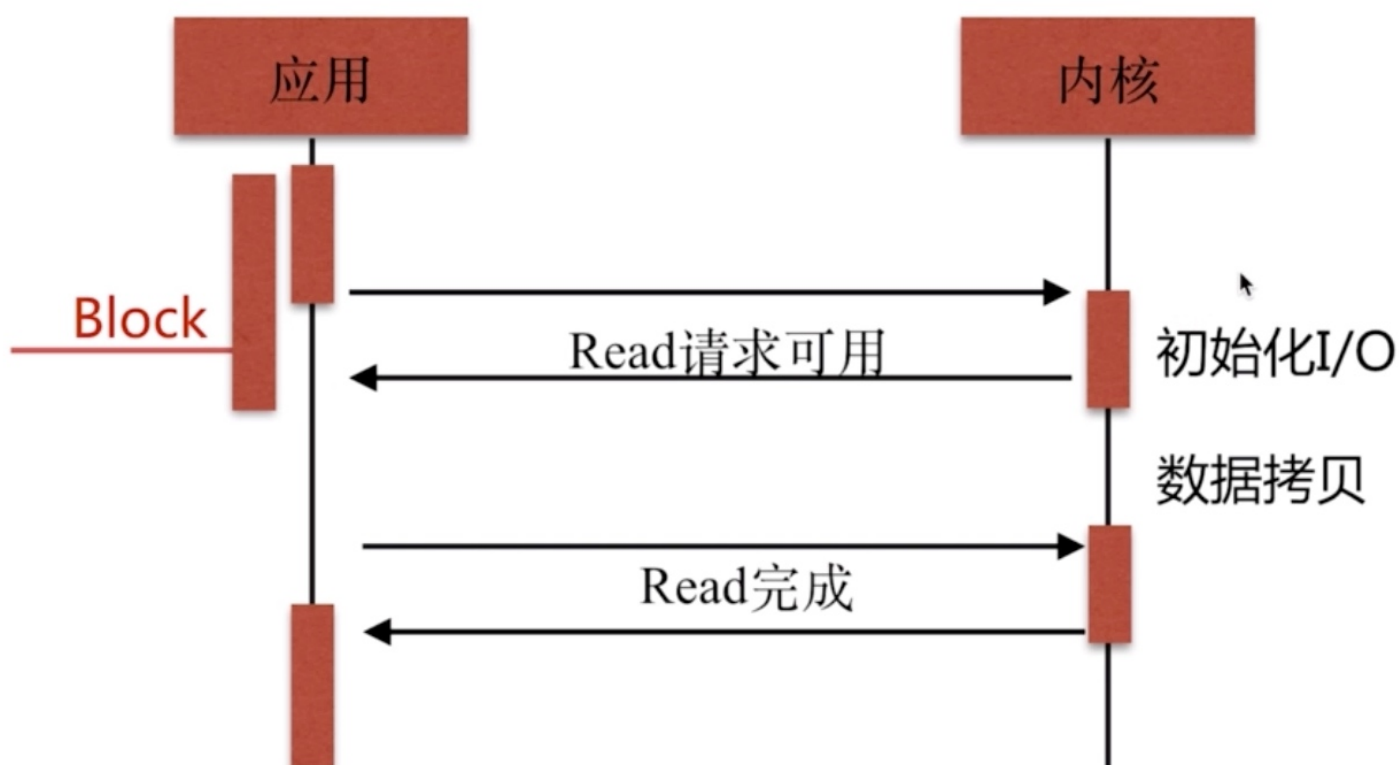 应用
内核
Block
Read请求可用
初始化I/O
数据拷贝
Read完成